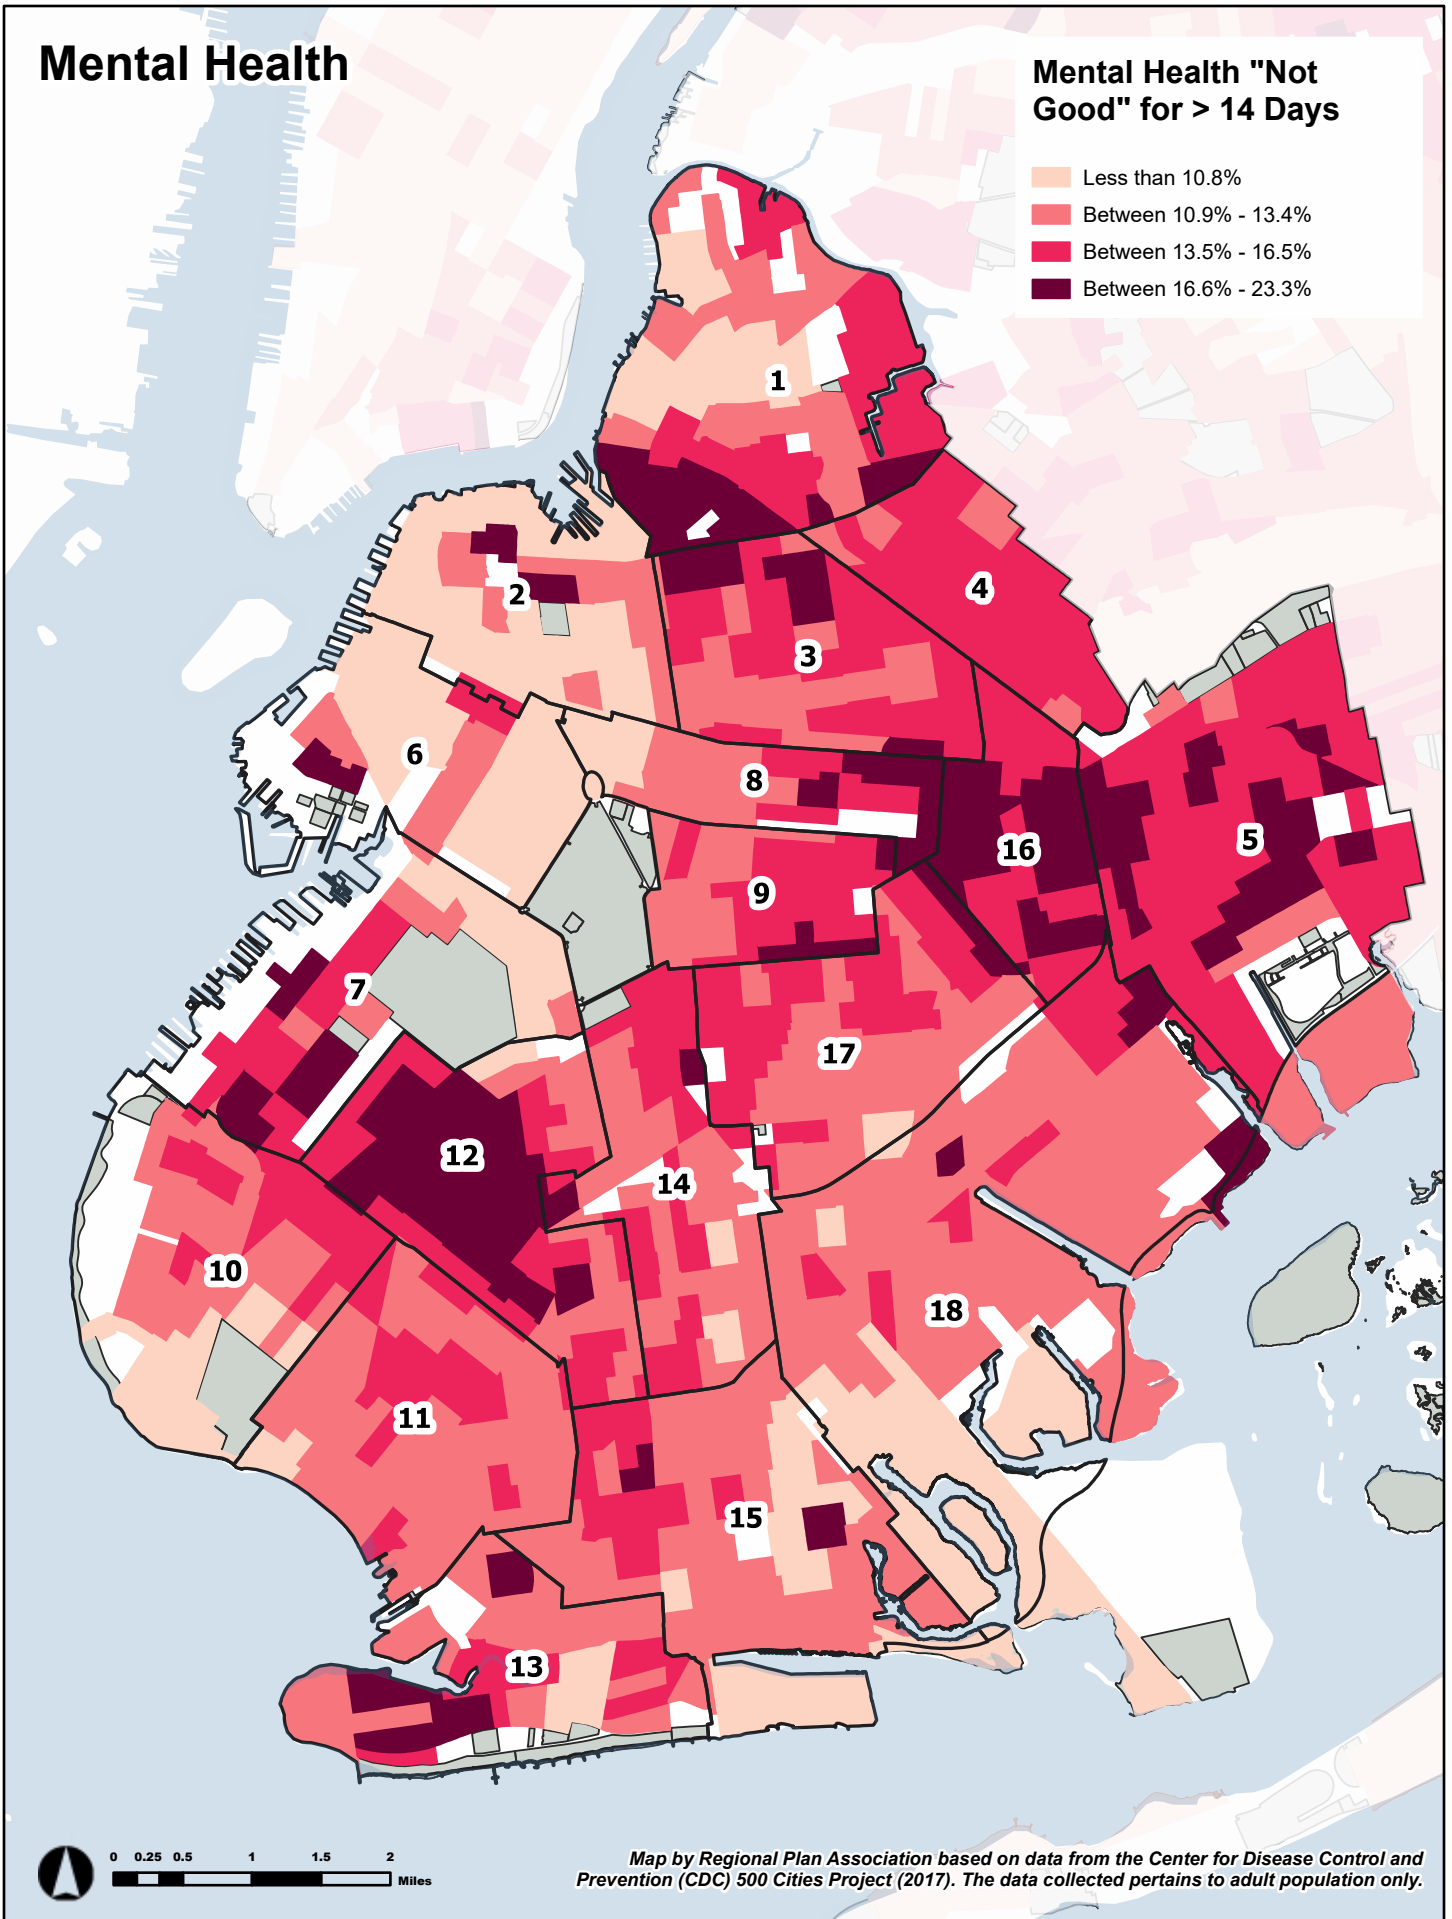 Mental Health
Mental Health "Not
Good" for > 14 Days
Less than 10.8%
Between 10.9% - 13.4%
Between 13.5% - 16.5%
Between 16.6% - 23.3%
1
2
4
3
6
8
5
16
9
7
17
12
14
10
18
11
15
13
0 0.25 0.5 1 1.5 2
Miles
Map by Regional Plan Association based on data from the Center for Disease Control and
Prevention (CDC) 500 Cities Project (2017). The data collected pertains to adult population only.